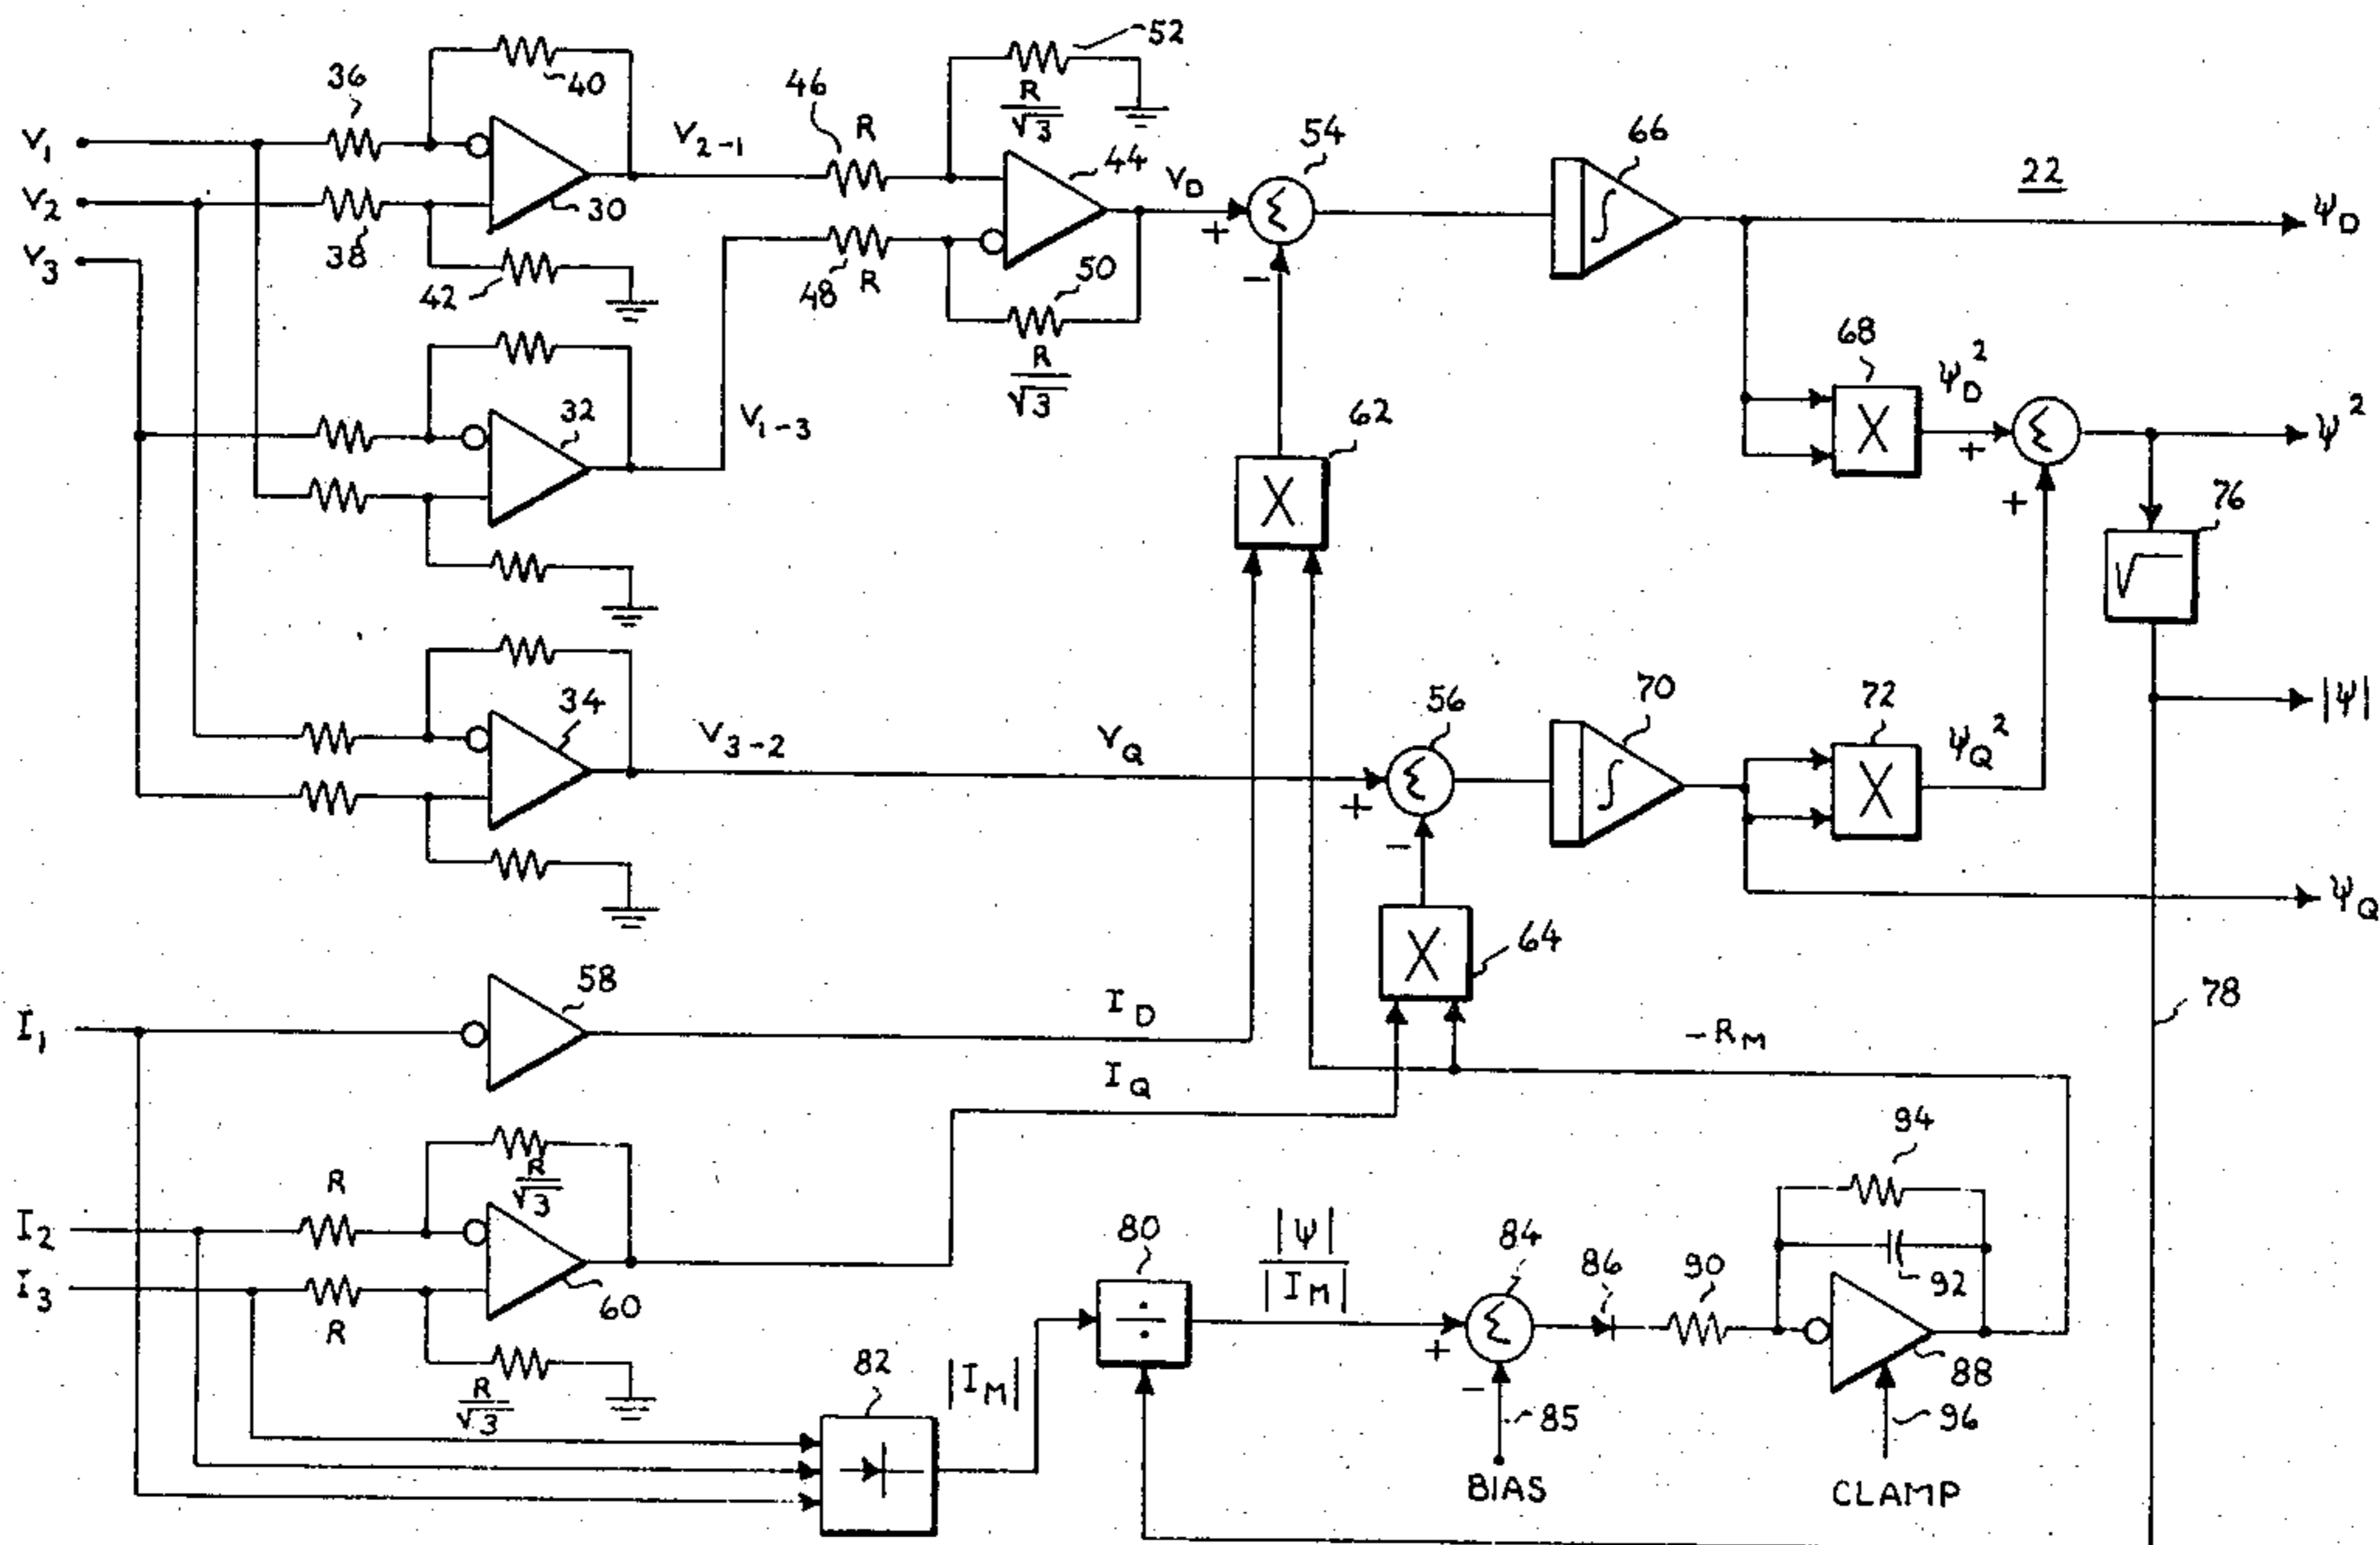 52
36
40
46
R
R/√3
54
66
22
V1
V2-1
44
VD
ΨD
V2
30
+
38
V3
42
48
R
50
−
R/√3
68
ΨD²
62
32
V1-3
X
X
Σ
Ψ²
+
+
76
√
34
V3-2
VQ
56
70
72
ΨQ²
|Ψ|
Σ
∫
X
+
−
ΨQ
X
64
58
78
I1
ID
−RM
IQ
94
R
R/√3
I2
80
|Ψ|/|IM|
84
86
90
92
I3
60
÷
Σ
R
+
88
R/√3
82
|IM|
−
85
96
BIAS
CLAMP